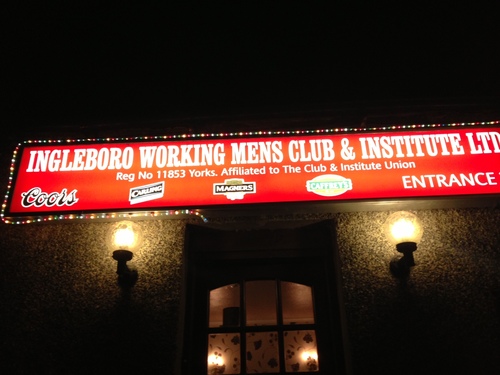 INGLEBORO WORKING MENS CLUB & INSTITUTE LTD
Reg No 11853 Yorks. Affiliated to The Club & Institute Union
Coors CARLING MAGNERS CAFFREY'S ENTRANCE